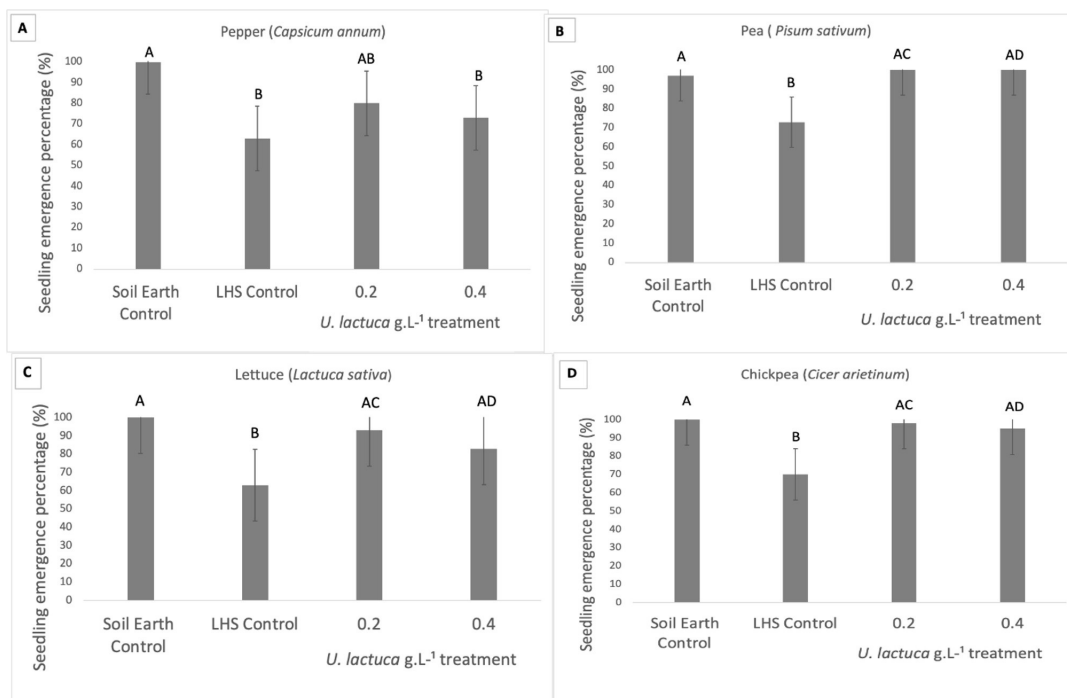 A
Pepper (Capsicum annum)
Seedling emergence percentage (%)
100
90
80
70
60
50
40
30
20
10
0
A
B
AB
B
Soil Earth Control
LHS Control
0.2
0.4
U. lactuca g.L-¹ treatment
B
Pea (Pisum sativum)
Seedling emergence percentage (%)
100
90
80
70
60
50
40
30
20
10
0
A
B
AC
AD
Soil Earth Control
LHS Control
0.2
0.4
U. lactuca g.L-¹ treatment
C
Lettuce (Lactuca sativa)
Seedling emergence percentage (%)
100
90
80
70
60
50
40
30
20
10
0
A
B
AC
AD
Soil Earth Control
LHS Control
0.2
0.4
U. lactuca g.L-¹ treatment
D
Chickpea (Cicer arietinum)
Seedling emergence percentage (%)
100
90
80
70
60
50
40
30
20
10
0
A
B
AC
AD
Soil Earth Control
LHS Control
0.2
0.4
U. lactuca g.L-¹ treatment